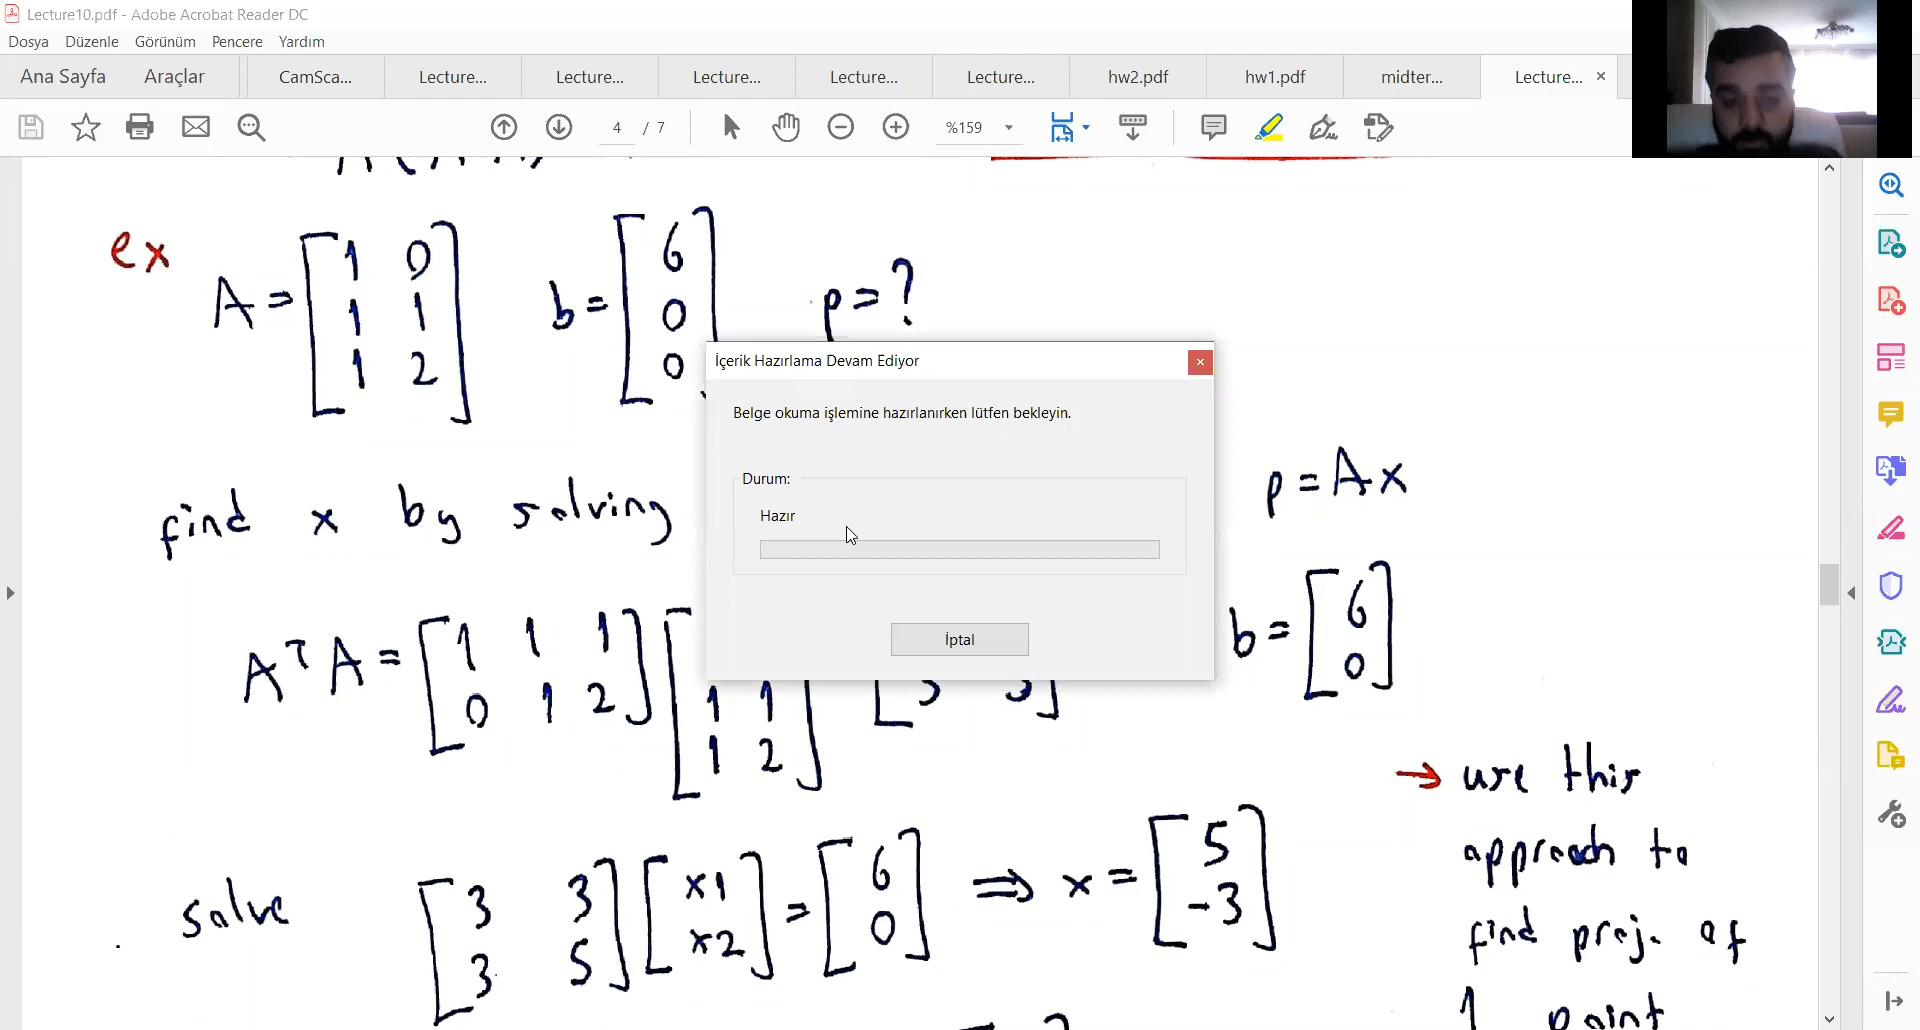 Lecture10.pdf - Adobe Acrobat Reader DC
Dosya Düzenle Görünüm Pencere Yardım
Ana Sayfa Araçlar CamSca... Lecture... Lecture... Lecture... Lecture... Lecture... hw2.pdf hw1.pdf midter... Lecture... ×
4 / 7 %159
ex
A = [1 0
1 1
1 2]
b = [6
0
0]
p = ?
İçerik Hazırlama Devam Ediyor
Belge okuma işlemine hazırlanırken lütfen bekleyin.
Durum:
Hazır
İptal
find x by solving
p = Ax
AᵀA = [1 1 1
0 1 2]
1 1
1 2
b = [6
0]
solve [3 3
3 5] [x1
x2] = [6
0] ⇒ x = [5
-3]
→ use this
approach to
find proj. of
1 point